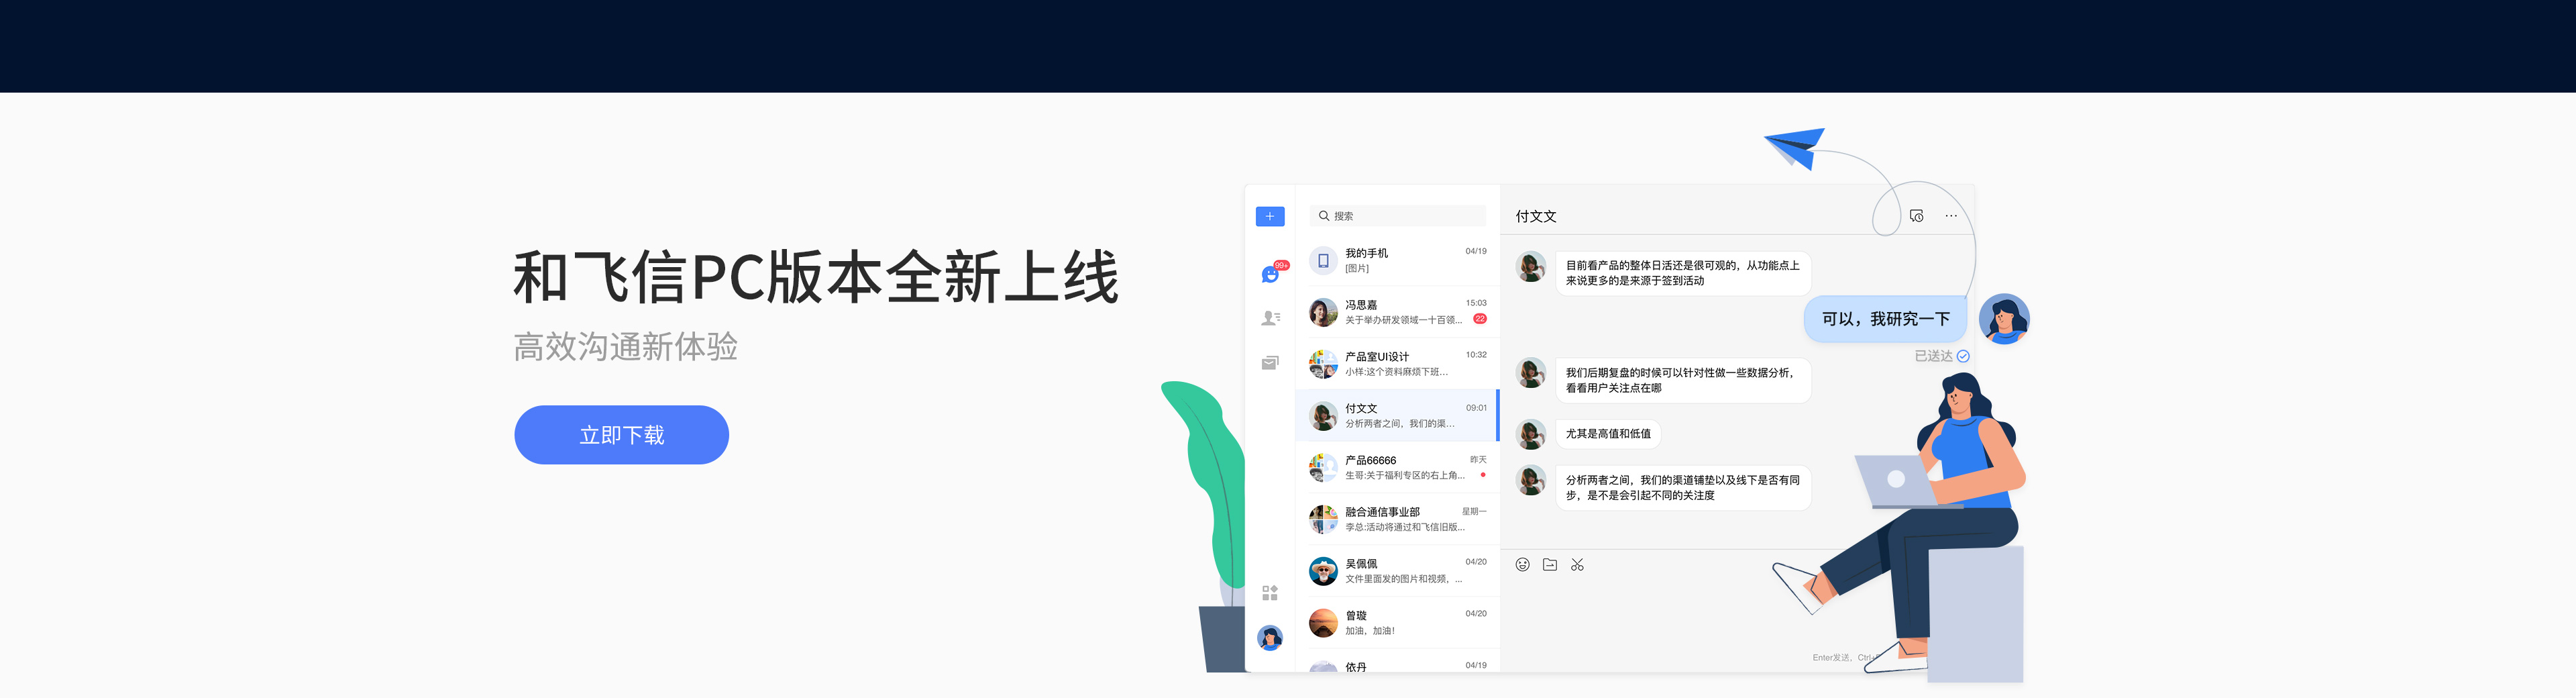 和飞信PC版本全新上线
高效沟通新体验
立即下载
搜索
99+
我的手机 04/19
[图片]
冯思嘉 15:03
关于举办研发领域一十百领... 22
产品室UI设计 10:32
小样:这个资料麻烦下班...
付文文 09:01
分析两者之间，我们的渠...
产品66666 昨天
生哥:关于福利专区的右上角...
融合通信事业部 星期一
李总:活动将通过和飞信旧版...
吴佩佩 04/20
文件里面发的图片和视频，...
曾璇 04/20
加油，加油!
依丹 04/19
付文文
目前看产品的整体日活还是很可观的，从功能点上
来说更多的是来源于签到活动
可以，我研究一下
已送达
我们后期复盘的时候可以针对性做一些数据分析，
看看用户关注点在哪
尤其是高值和低值
分析两者之间，我们的渠道铺垫以及线下是否有同
步，是不是会引起不同的关注度
Enter发送，Ctrl+